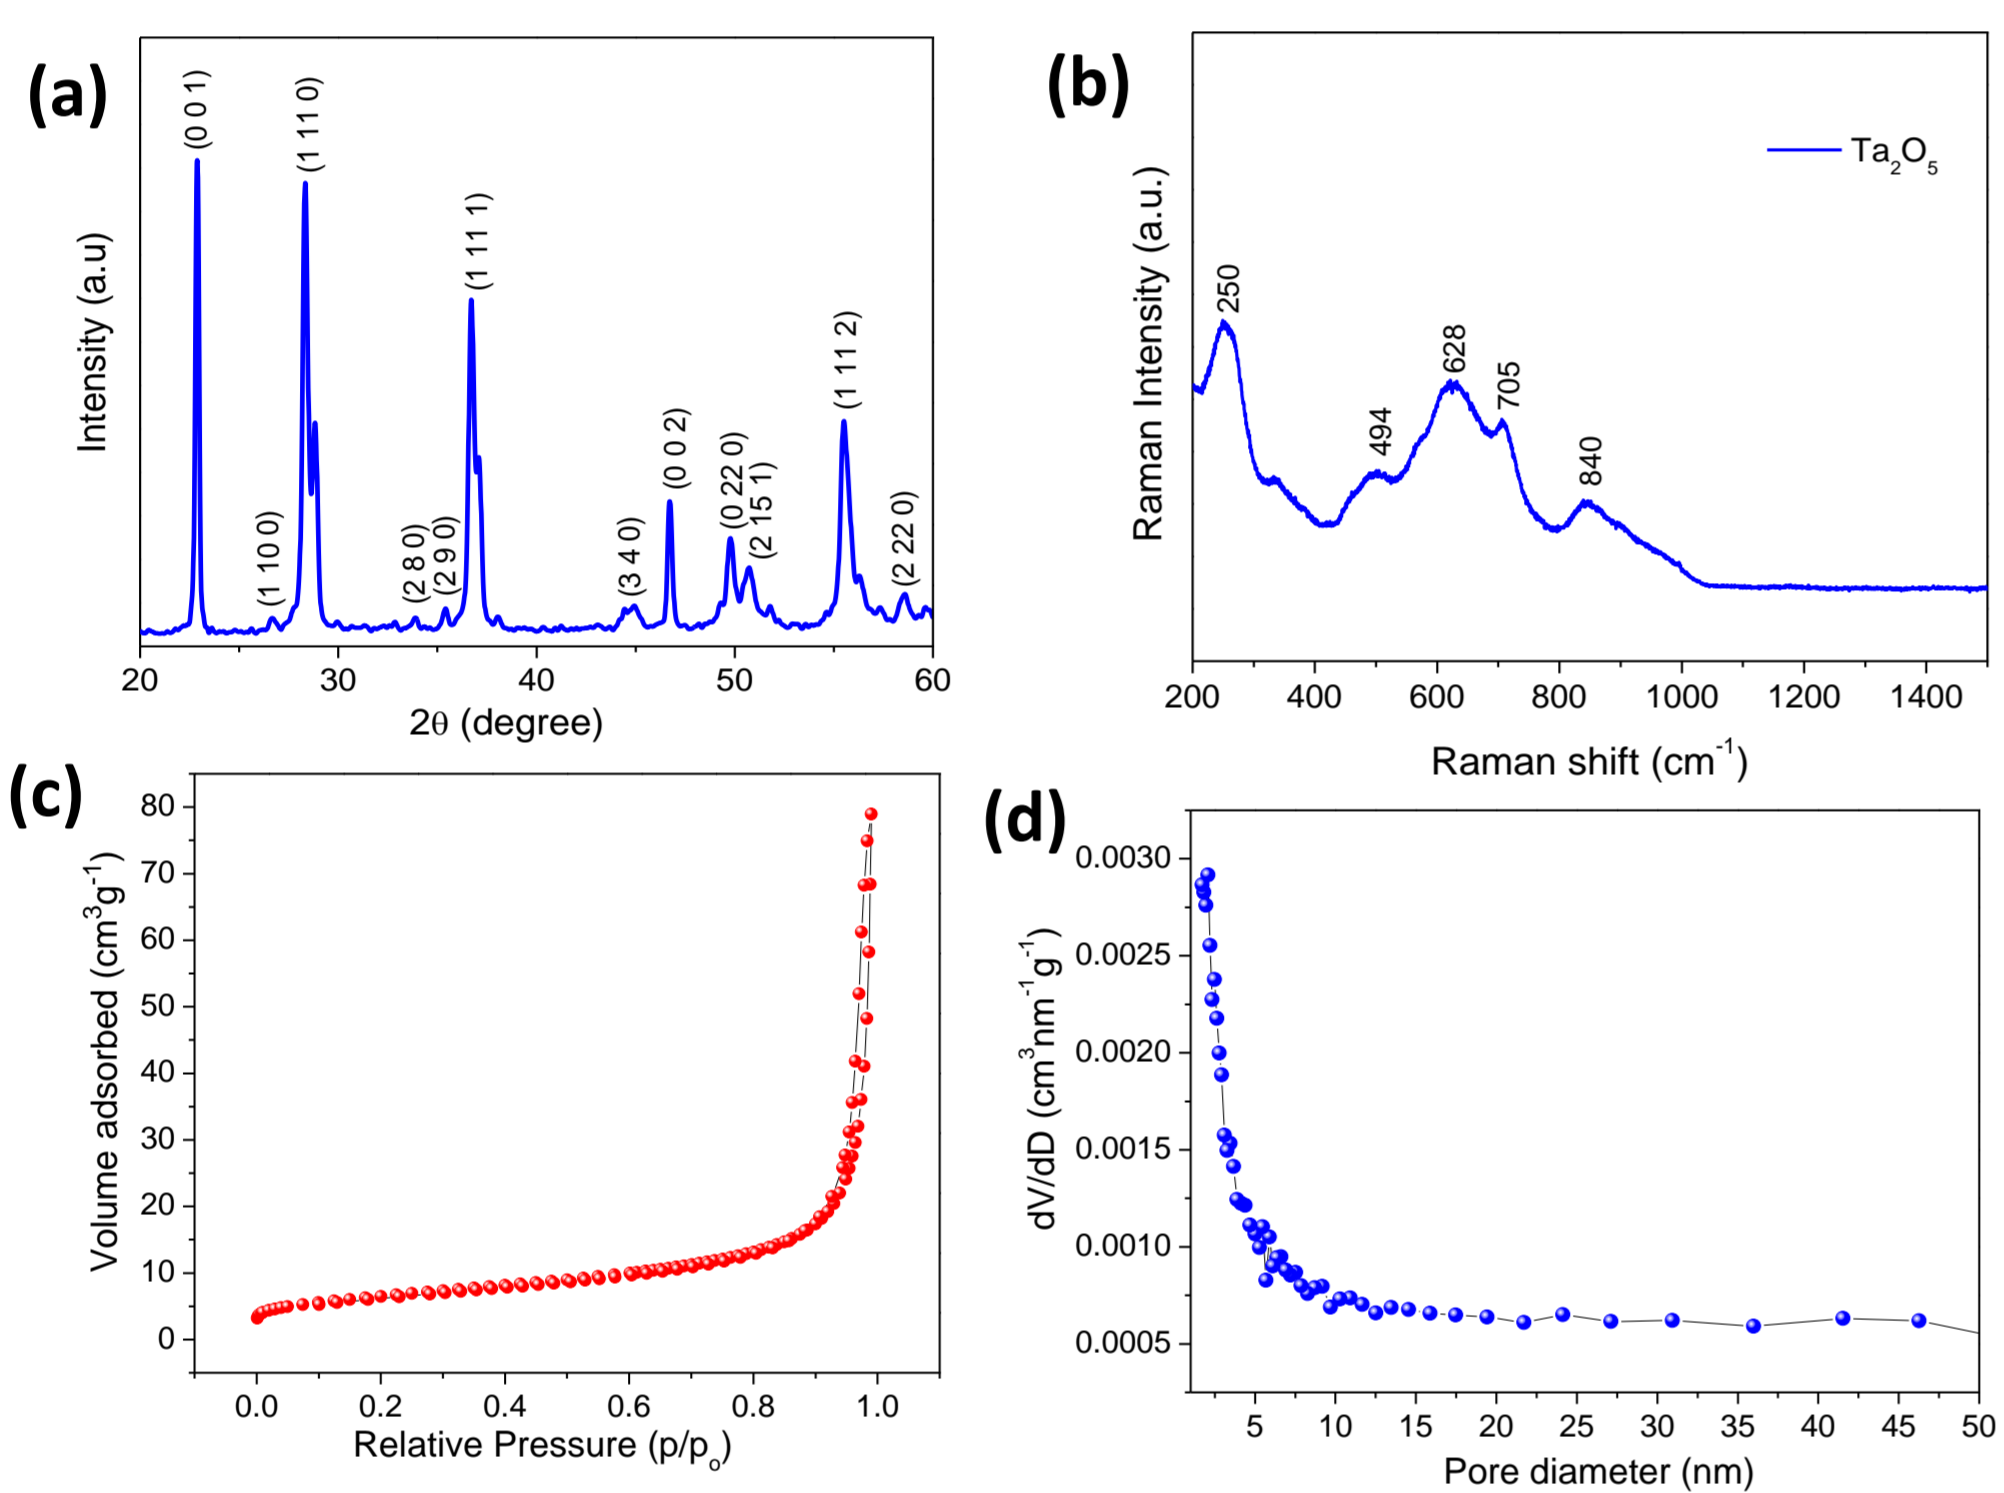 (a)
(0 0 1)
(1 10 0)
(1 11 0)
(2 8 0)
(2 9 0)
(1 11 1)
(3 4 0)
(0 0 2)
(0 22 0)
(2 15 1)
(1 11 2)
(2 22 0)
Intensity (a.u)
20 30 40 50 60
2θ (degree)
(b)
Ta₂O₅
250
494
628
705
840
Raman Intensity (a.u.)
200 400 600 800 1000 1200 1400
Raman shift (cm⁻¹)
(c)
80
70
60
50
40
30
20
10
0
Volume adsorbed (cm³g⁻¹)
0.0 0.2 0.4 0.6 0.8 1.0
Relative Pressure (p/pₒ)
(d)
0.0030
0.0025
0.0020
0.0015
0.0010
0.0005
dV/dD (cm³nm⁻¹g⁻¹)
5 10 15 20 25 30 35 40 45 50
Pore diameter (nm)